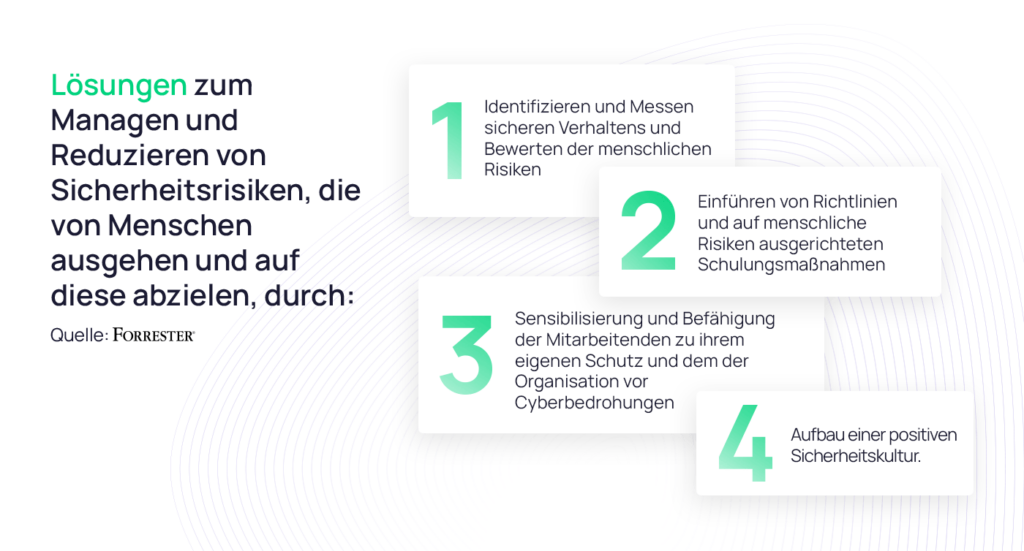 Lösungen zum
Managen und
Reduzieren von
Sicherheitsrisiken, die
von Menschen
ausgehen und auf
diese abzielen, durch:
Quelle: FORRESTER®
1
Identifizieren und Messen
sicheren Verhaltens und
Bewerten der menschlichen
Risiken
2
Einführen von Richtlinien
und auf menschliche
Risiken ausgerichteten
Schulungsmaßnahmen
3
Sensibilisierung und Befähigung
der Mitarbeitenden zu ihrem
eigenen Schutz und dem der
Organisation vor
Cyberbedrohungen
4
Aufbau einer positiven
Sicherheitskultur.